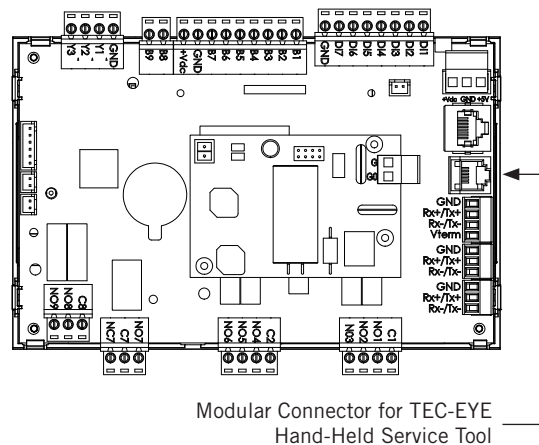 Y3 Y2 Y1 GND
B9 B8 +Vdc GND B7 B6 B5 B4 B3 B2 B1
GND DI7 DI6 DI5 DI4 DI3 DI2 DI1
+Vdc GND +5V
G
G0
GND
Rx+/Tx+
Rx-/Tx-
Vterm
GND
Rx+/Tx+
Rx-/Tx-
GND
Rx+/Tx+
Rx-/Tx-
NO9 NO8 C8
NC7 C7 NO7
NO6 NO5 NO4 C2
NO3 NO2 NO1 C1
Modular Connector for TEC-EYE
Hand-Held Service Tool